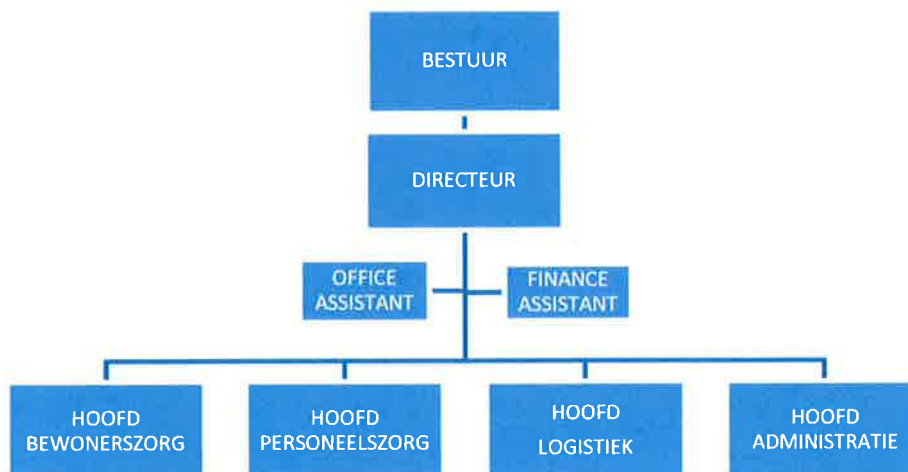 BESTUUR
DIRECTEUR
OFFICE
ASSISTANT
FINANCE
ASSISTANT
HOOFD
BEWONERSZORG
HOOFD
PERSONEELSZORG
HOOFD
LOGISTIEK
HOOFD
ADMINISTRATIE